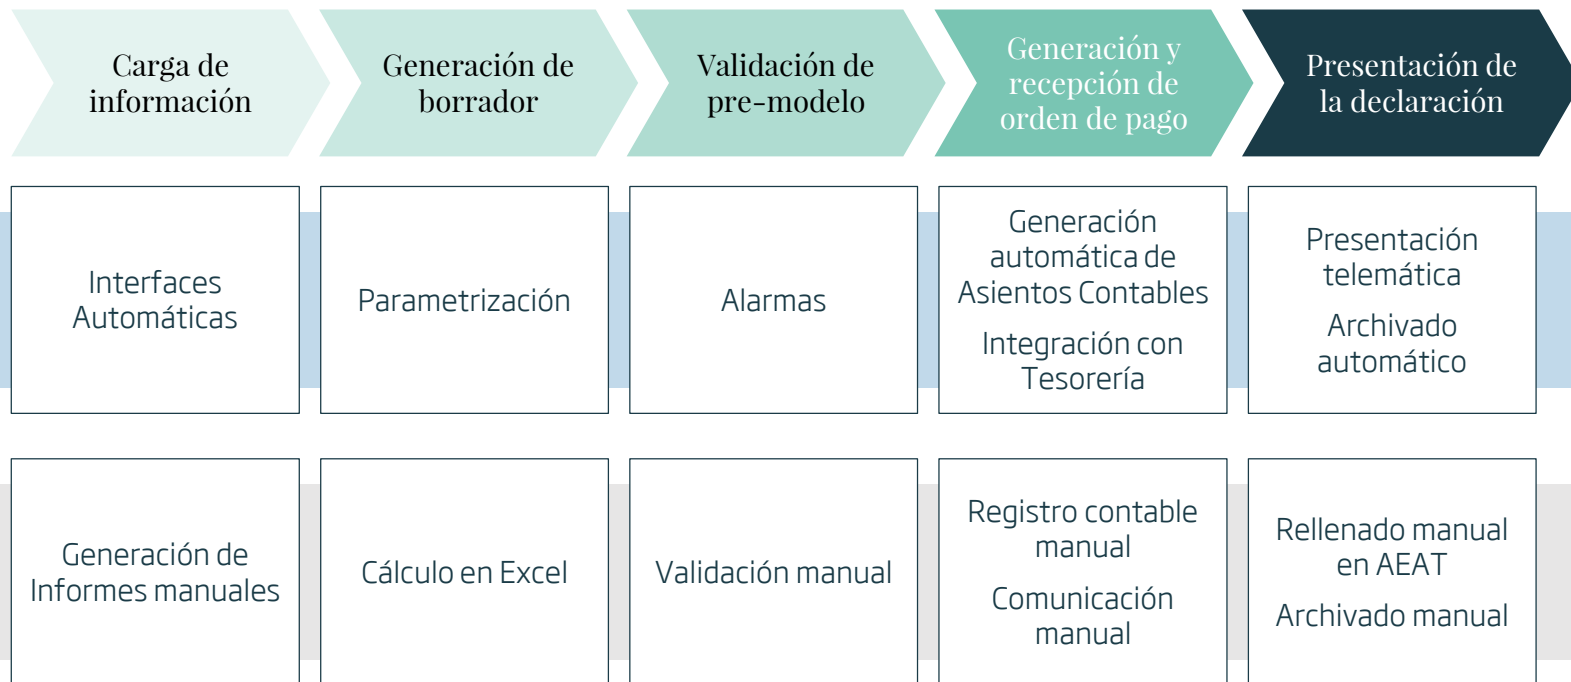 Carga de
información
Generación de
borrador
Validación de
pre-modelo
Generación y
recepción de
orden de pago
Presentación de
la declaración
Interfaces
Automáticas
Parametrización
Alarmas
Generación
automática de
Asientos Contables
Integración con
Tesorería
Presentación
telemática
Archivado
automático
Generación de
Informes manuales
Cálculo en Excel
Validación manual
Registro contable
manual
Comunicación
manual
Rellenado manual
en AEAT
Archivado manual